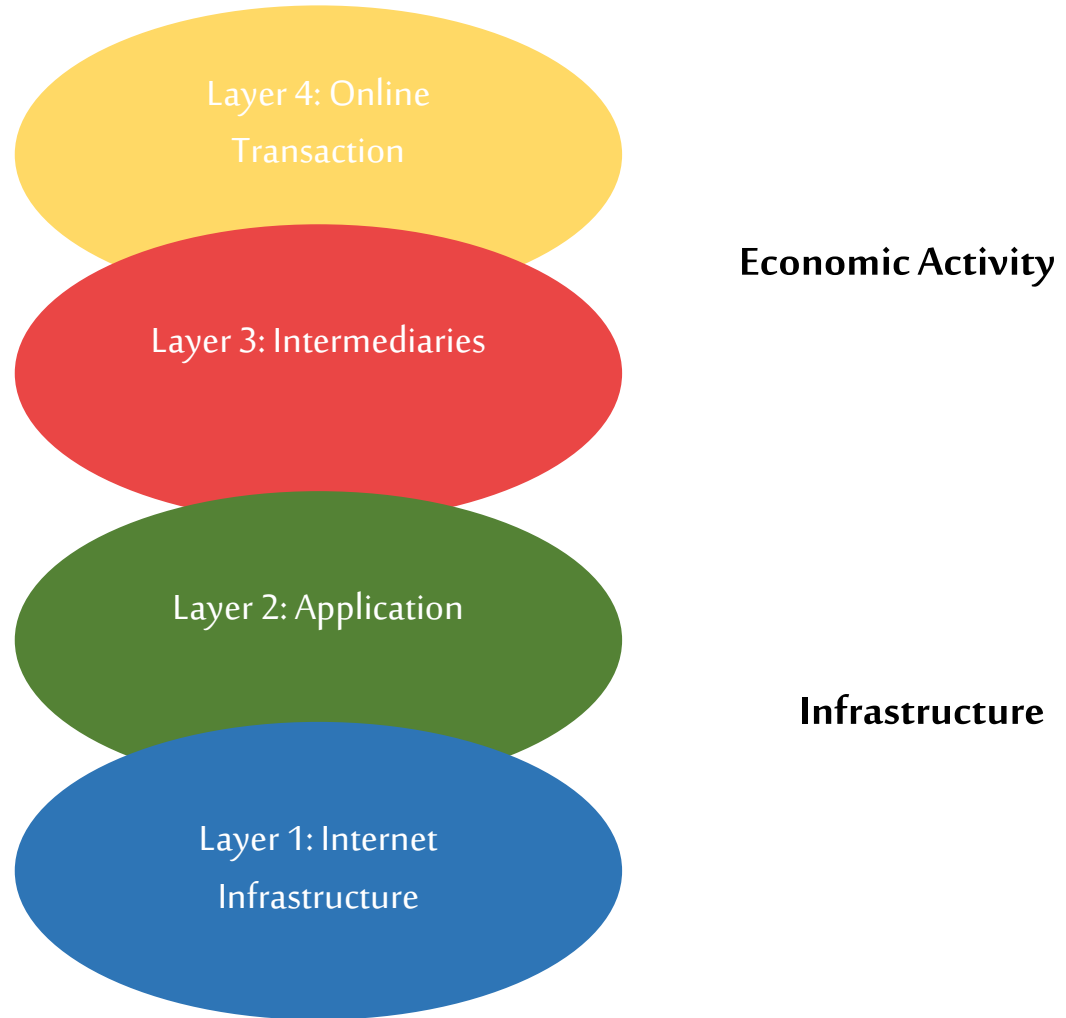 Layer 4: Online
Transaction
Economic Activity
Layer 3: Intermediaries
Layer 2: Application
Infrastructure
Layer 1: Internet
Infrastructure